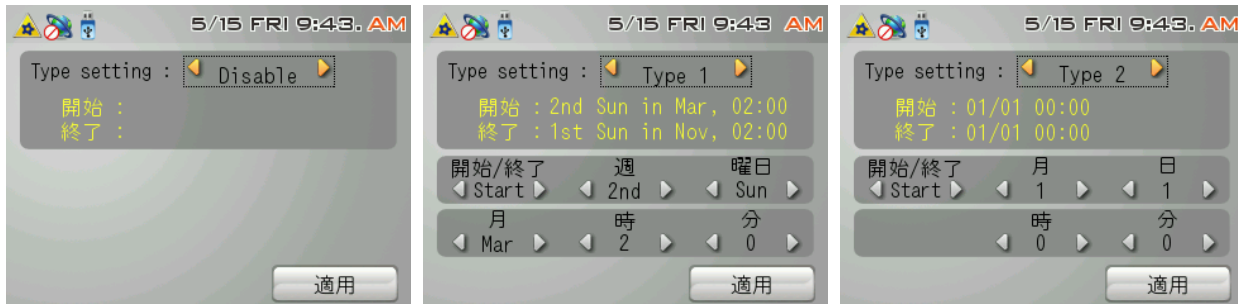 5/15 FRI 9:43. AM
Type setting : Disable
開始 :
終了 :
適用
5/15 FRI 9:43 AM
Type setting : Type 1
開始 : 2nd Sun in Mar, 02:00
終了 : 1st Sun in Nov, 02:00
開始/終了 週 曜日
Start 2nd Sun
月 時 分
Mar 2 0
適用
5/15 FRI 9:43. AM
Type setting : Type 2
開始 : 01/01 00:00
終了 : 01/01 00:00
開始/終了 月 日
Start 1 1
時 分
0 0
適用